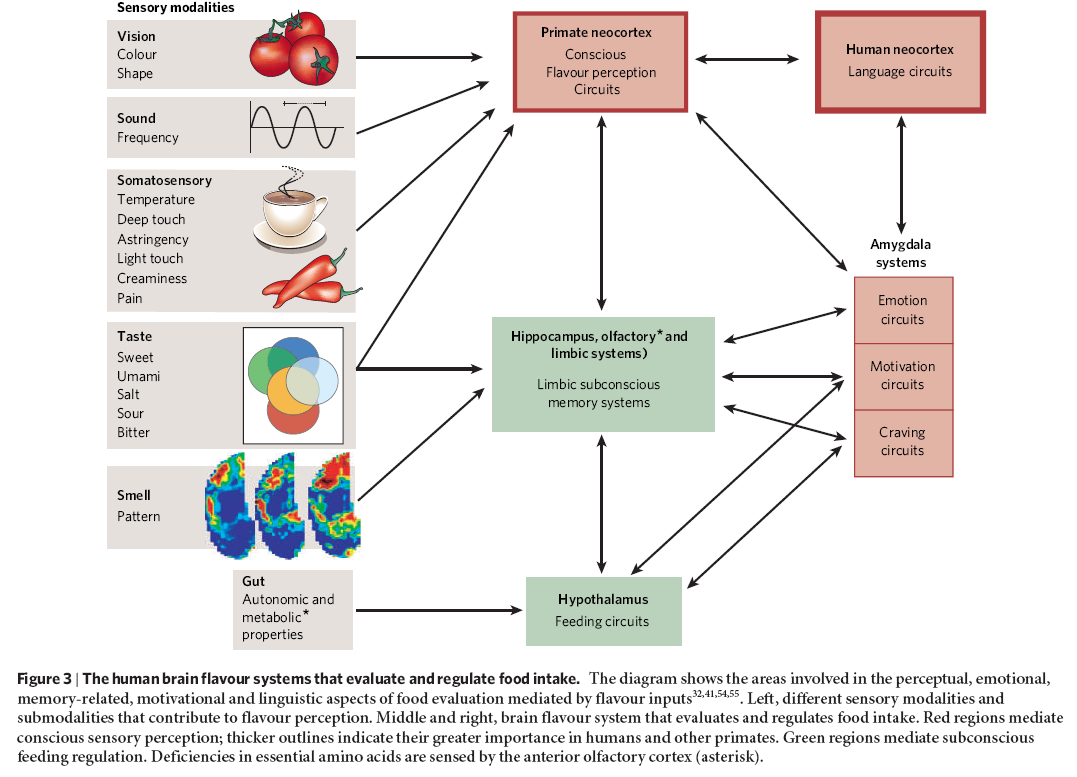 Sensory modalities
Vision
Colour
Shape
Sound
Frequency
Somatosensory
Temperature
Deep touch
Astringency
Light touch
Creaminess
Pain
Taste
Sweet
Umami
Salt
Sour
Bitter
Smell
Pattern
Gut
Autonomic and
metabolic*
properties
Primate neocortex
Conscious
Flavour perception
Circuits
Human neocortex
Language circuits
Hippocampus, olfactory* and
limbic systems)
Limbic subconscious
memory systems
Hypothalamus
Feeding circuits
Amygdala
systems
Emotion
circuits
Motivation
circuits
Craving
circuits
Figure 3 | The human brain flavour systems that evaluate and regulate food intake. The diagram shows the areas involved in the perceptual, emotional,
memory-related, motivational and linguistic aspects of food evaluation mediated by flavour inputs32,41,54,55. Left, different sensory modalities and
submodalities that contribute to flavour perception. Middle and right, brain flavour system that evaluates and regulates food intake. Red regions mediate
conscious sensory perception; thicker outlines indicate their greater importance in humans and other primates. Green regions mediate subconscious
feeding regulation. Deficiencies in essential amino acids are sensed by the anterior olfactory cortex (asterisk).